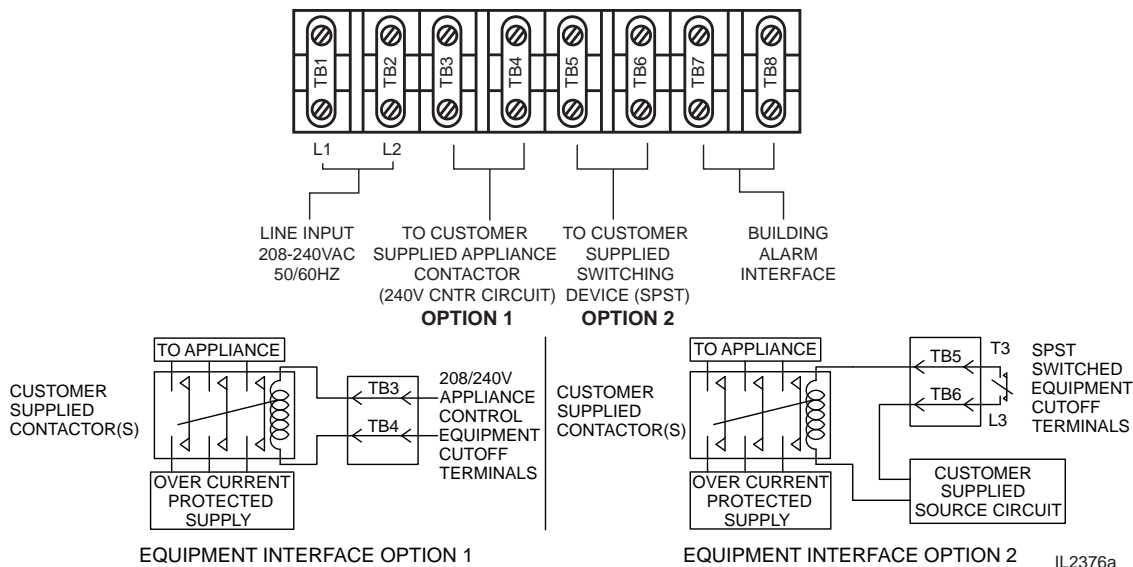 TB1 TB2 TB3 TB4 TB5 TB6 TB7 TB8
L1 L2
LINE INPUT
208-240VAC
50/60HZ
TO CUSTOMER
SUPPLIED APPLIANCE
CONTACTOR
(240V CNTR CIRCUIT)
OPTION 1
TO CUSTOMER
SUPPLIED
SWITCHING
DEVICE (SPST)
OPTION 2
BUILDING
ALARM
INTERFACE
TO APPLIANCE
CUSTOMER
SUPPLIED
CONTACTOR(S)
OVER CURRENT
PROTECTED
SUPPLY
TB3
TB4
208/240V
APPLIANCE
CONTROL
EQUIPMENT
CUTOFF
TERMINALS
EQUIPMENT INTERFACE OPTION 1
TO APPLIANCE
CUSTOMER
SUPPLIED
CONTACTOR(S)
OVER CURRENT
PROTECTED
SUPPLY
TB5
TB6
T3
L3
SPST
SWITCHED
EQUIPMENT
CUTOFF
TERMINALS
CUSTOMER
SUPPLIED
SOURCE CIRCUIT
EQUIPMENT INTERFACE OPTION 2
IL2376a